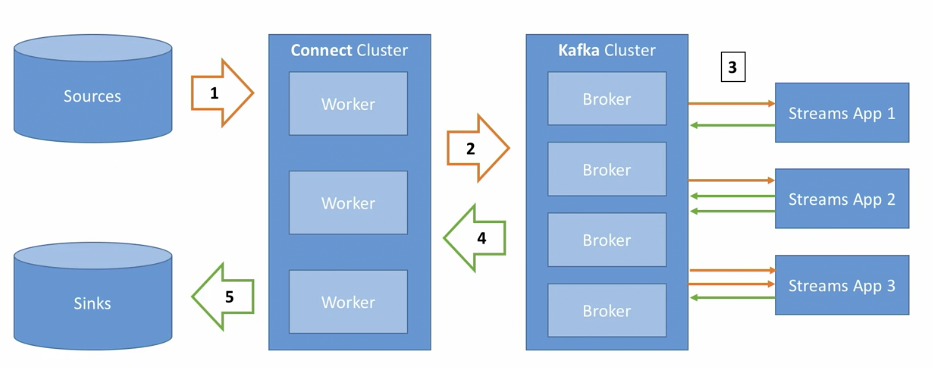 Sources
1
Connect Cluster
Worker
Worker
Worker
2
4
5
Sinks
Kafka Cluster
Broker
Broker
Broker
Broker
3
Streams App 1
Streams App 2
Streams App 3